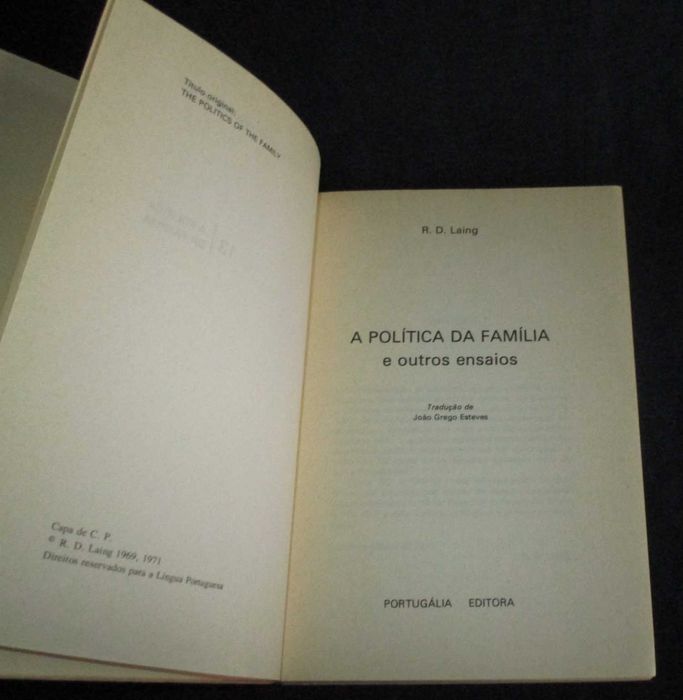 Título original:
THE POLITICS OF THE FAMILY
Capa de C. P.
© R. D. Laing 1969, 1971
Direitos reservados para a Língua Portuguesa
R. D. Laing
A POLÍTICA DA FAMÍLIA
e outros ensaios
Tradução de
João Grego Esteves
PORTUGÁLIA EDITORA